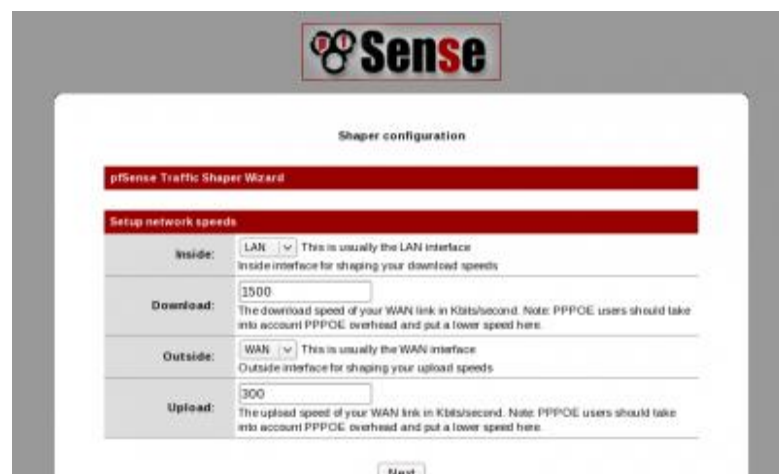 Sense
Shaper configuration
pfSense Traffic Shaper Wizard
Setup network speeds
Inside:
LAN This is usually the LAN interface
Inside interface for shaping your download speeds
Download:
1500
The download speed of your WAN link in Kbits/second. Note: PPPOE users should take
into account PPPOE overhead and put a lower speed here.
Outside:
WAN This is usually the WAN interface
Outside interface for shaping your upload speeds
Upload:
300
The upload speed of your WAN link in Kbits/second. Note: PPPOE users should take
into account PPPOE overhead and put a lower speed here.
Next